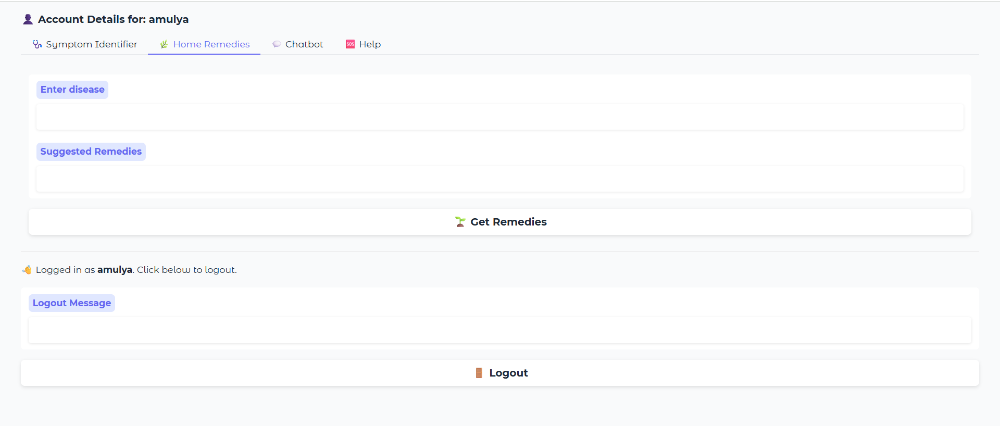 Account Details for: amulya
Symptom Identifier Home Remedies Chatbot SOS Help
Enter disease
Suggested Remedies
Get Remedies
Logged in as amulya. Click below to logout.
Logout Message
Logout